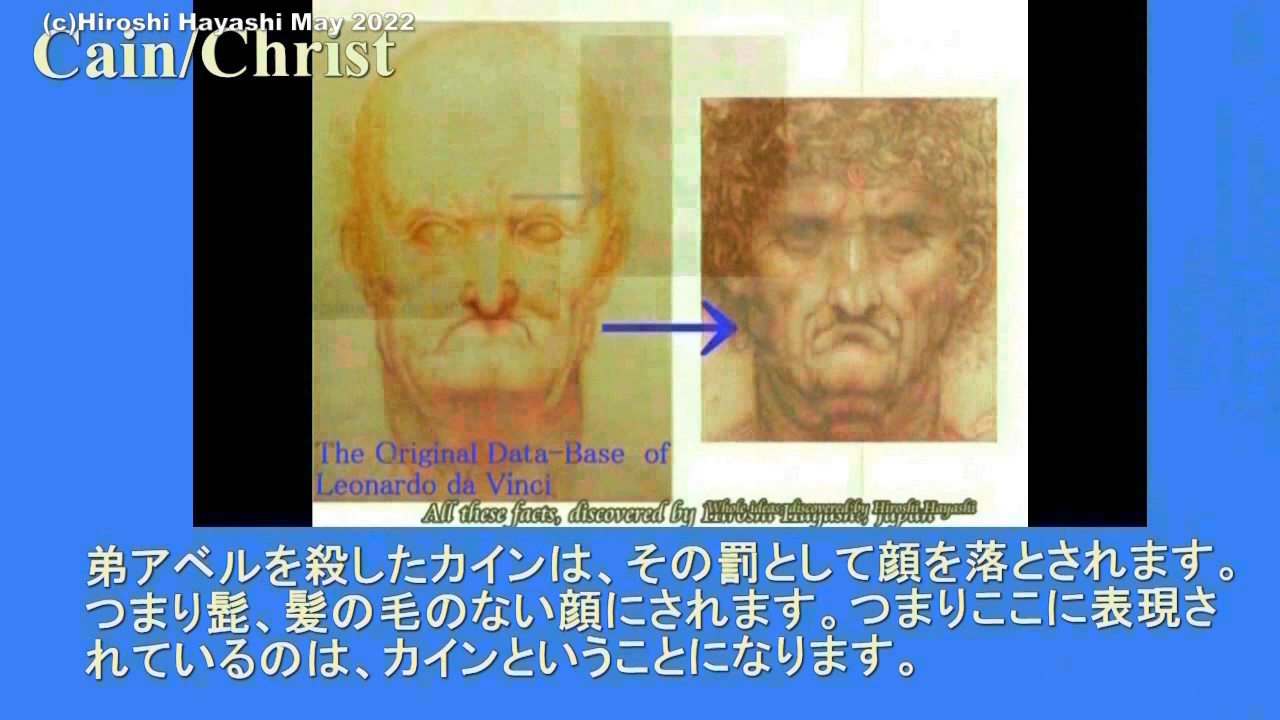 (c)Hiroshi Hayashi May 2022
Cain/Christ
The Original Data-Base of
Leonardo da Vinci
All these facts, discovered by Hiroshi Hayashi, Japan
Whole ideas discovered by Hiroshi Hayashi
弟アベルを殺したカインは、その罰として顔を落とされます。
つまり髭、髪の毛のない顔にされます。つまりここに表現さ
れているのは、カインということになります。